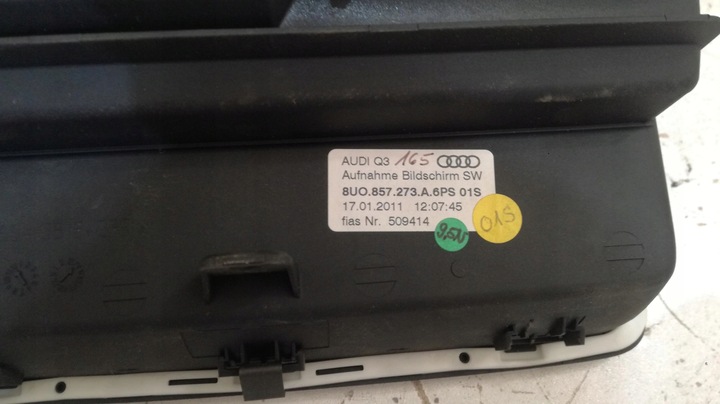 AUDI Q3 165
Aufnahme Bildschirm SW
8U0.857.273.A.6PS 01S
17.01.2011 12:07:45
fias Nr. 509414
01S